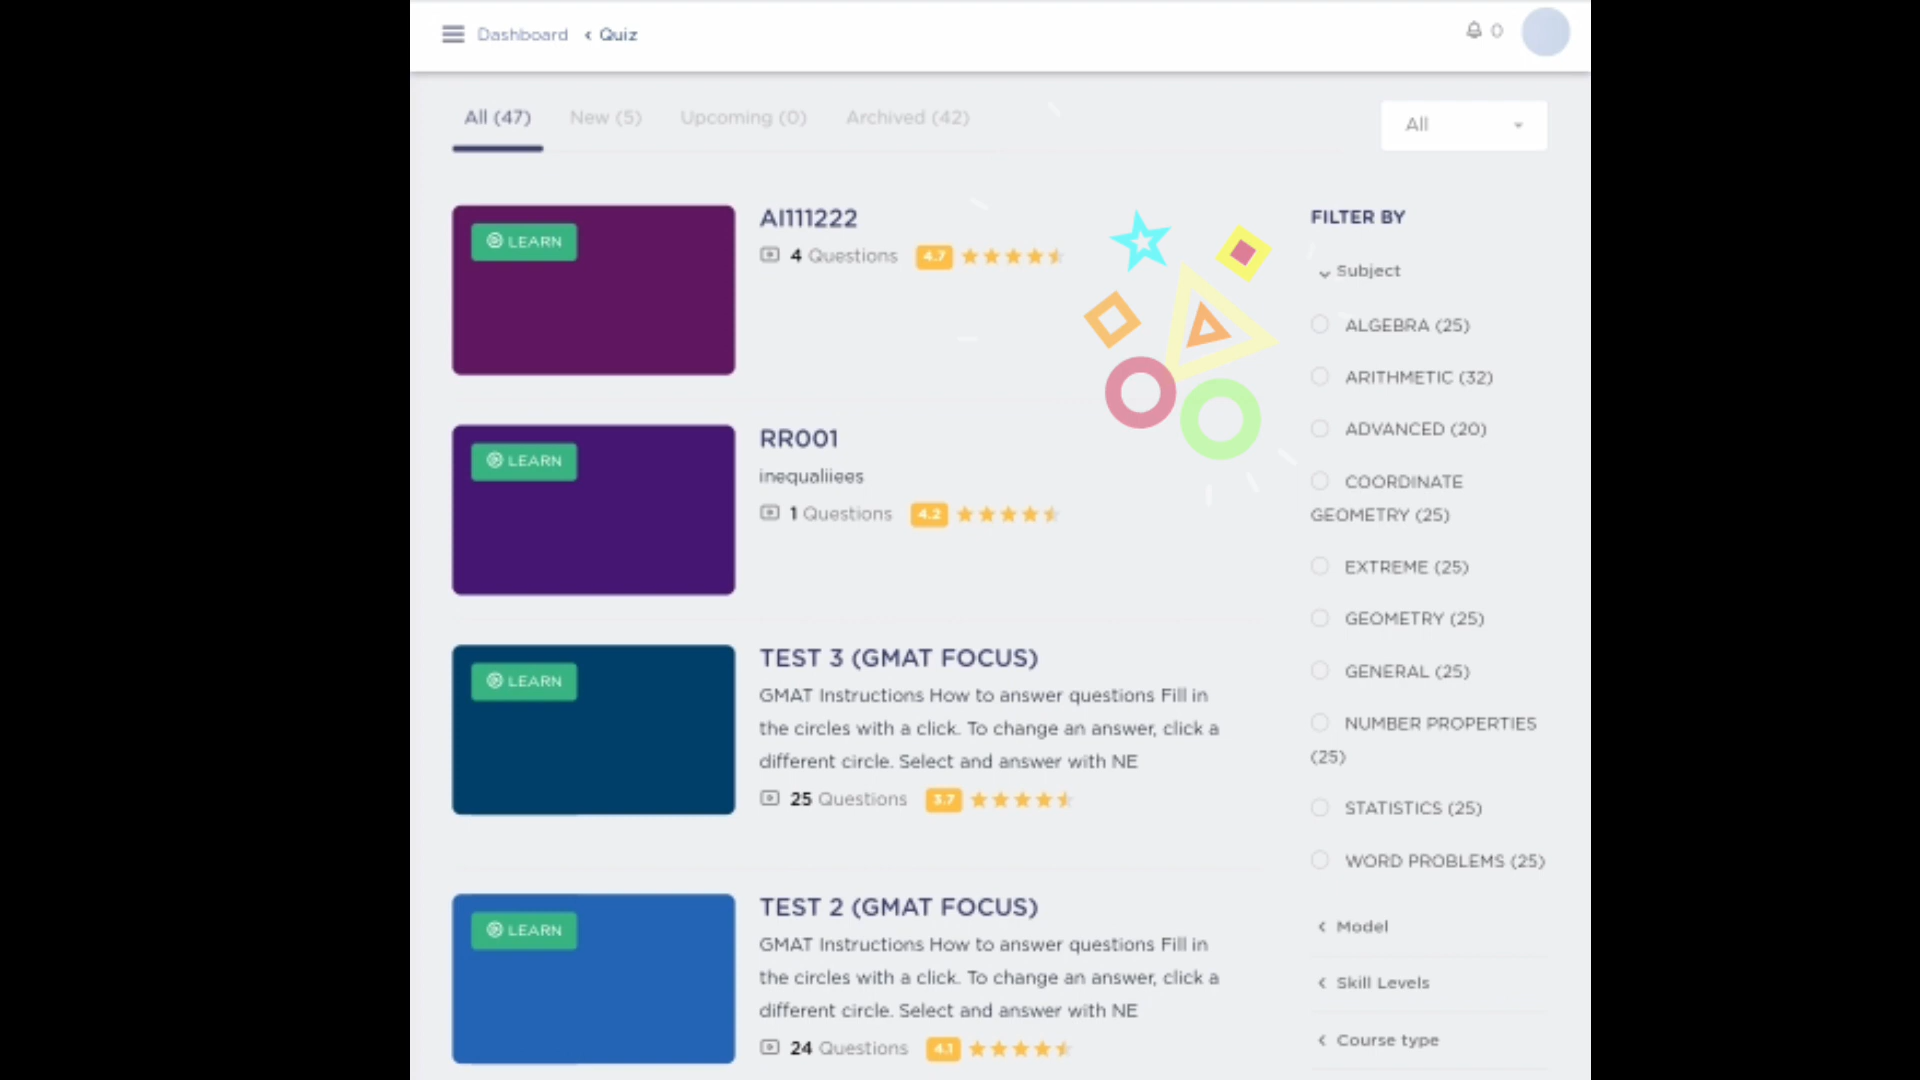 Dashboard ‹ Quiz
0
All (47) New (5) Upcoming (0) Archived (42)
All
LEARN
AI111222
4 Questions 4.7
LEARN
RR001
inequaliiees
1 Questions 4.2
LEARN
TEST 3 (GMAT FOCUS)
GMAT Instructions How to answer questions Fill in
the circles with a click. To change an answer, click a
different circle. Select and answer with NE
25 Questions 3.7
LEARN
TEST 2 (GMAT FOCUS)
GMAT Instructions How to answer questions Fill in
the circles with a click. To change an answer, click a
different circle. Select and answer with NE
24 Questions 4.1
FILTER BY
Subject
ALGEBRA (25)
ARITHMETIC (32)
ADVANCED (20)
COORDINATE
GEOMETRY (25)
EXTREME (25)
GEOMETRY (25)
GENERAL (25)
NUMBER PROPERTIES
(25)
STATISTICS (25)
WORD PROBLEMS (25)
‹ Model
‹ Skill Levels
‹ Course type